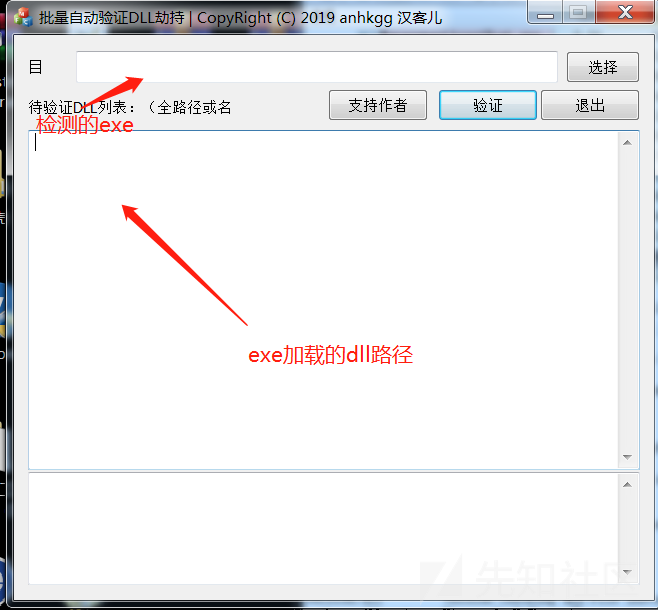 批量自动验证DLL劫持 | CopyRight (C) 2019 anhkgg 汉客儿
目
选择
待验证DLL列表：（全路径或名
支持作者
验证
退出
检测的exe
exe加载的dll路径
先知社区